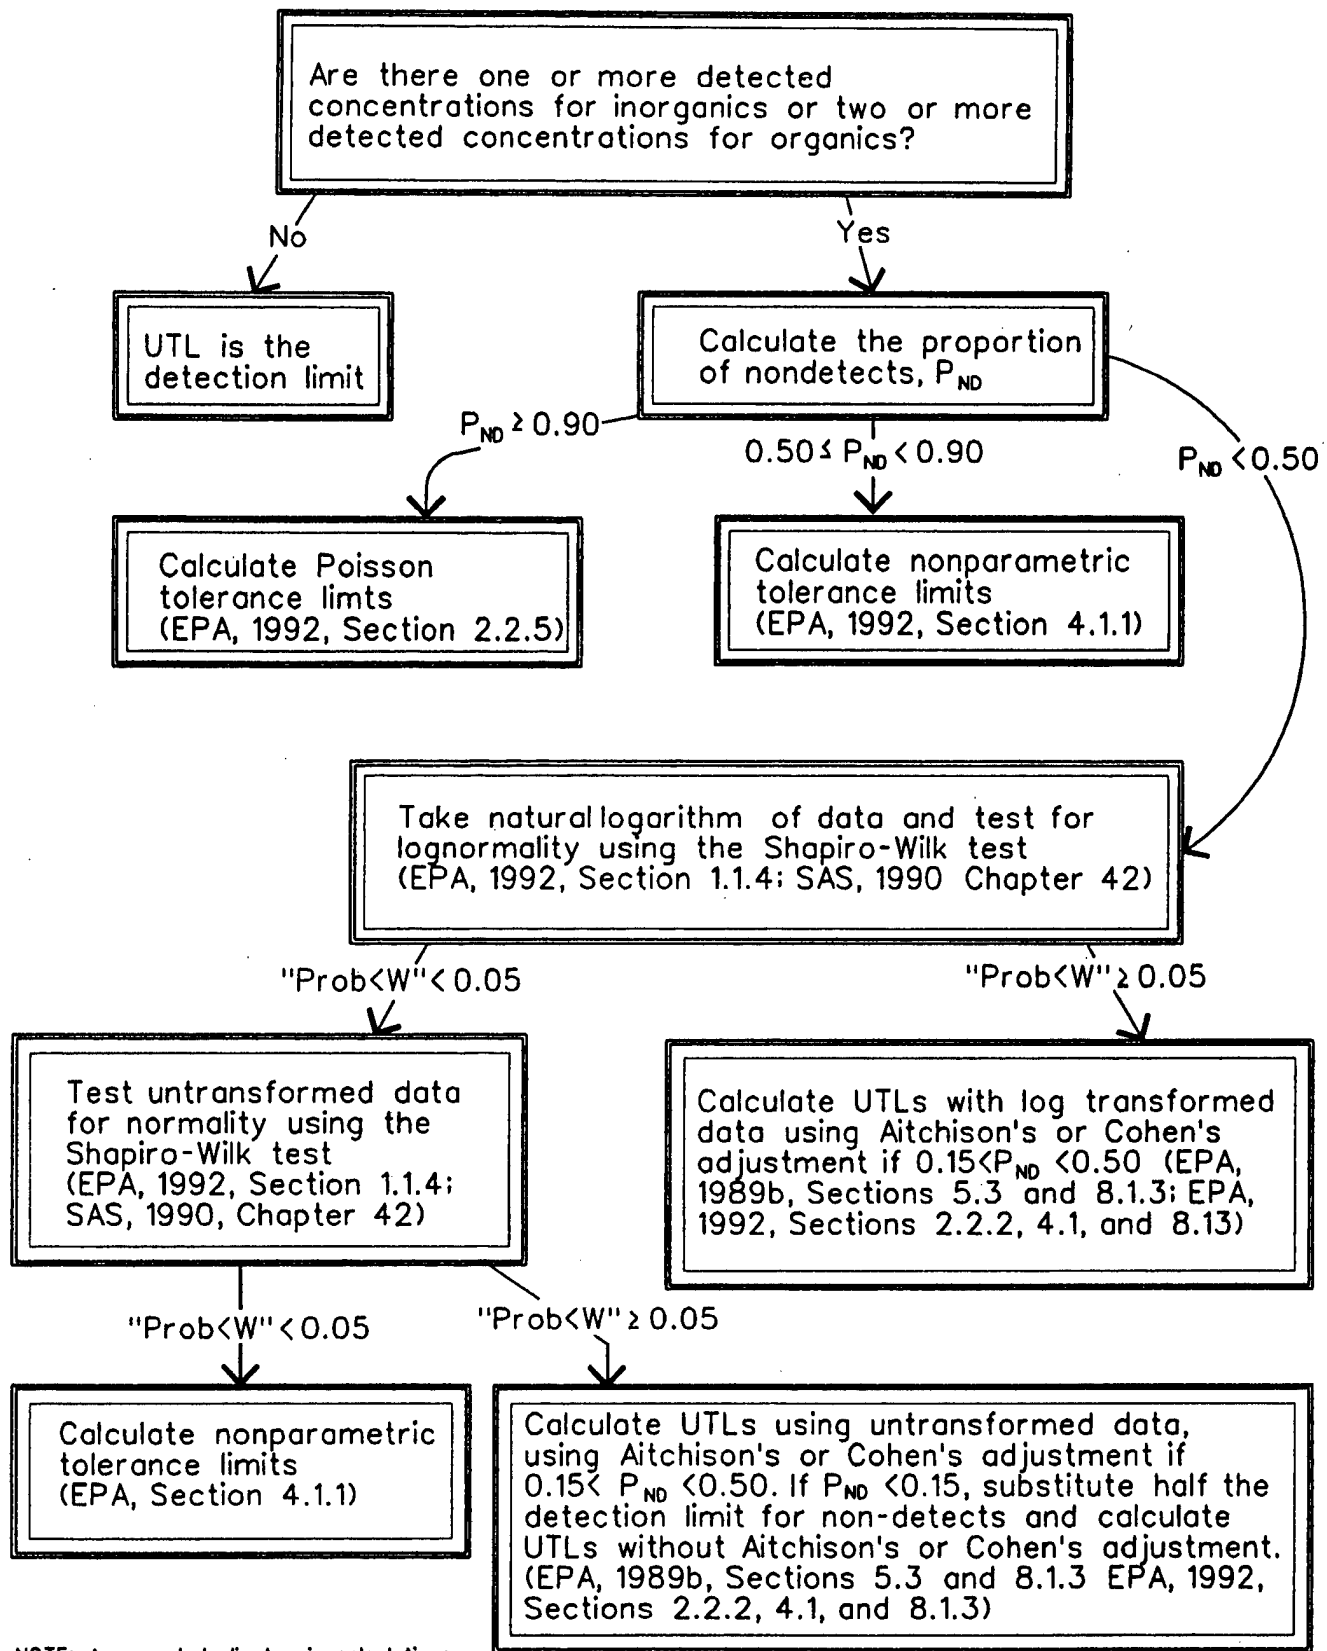 Are there one or more detected
concentrations for inorganics or two or more
detected concentrations for organics?
No
Yes
UTL is the
detection limit
Calculate the proportion
of nondetects, P_ND
P_ND ≥ 0.90
0.50 ≤ P_ND < 0.90
P_ND < 0.50
Calculate Poisson
tolerance limts
(EPA, 1992, Section 2.2.5)
Calculate nonparametric
tolerance limits
(EPA, 1992, Section 4.1.1)
Take natural logarithm of data and test for
lognormality using the Shapiro-Wilk test
(EPA, 1992, Section 1.1.4; SAS, 1990 Chapter 42)
"Prob<W" < 0.05
"Prob<W" ≥ 0.05
Test untransformed data
for normality using the
Shapiro-Wilk test
(EPA, 1992, Section 1.1.4;
SAS, 1990, Chapter 42)
Calculate UTLs with log transformed
data using Aitchison's or Cohen's
adjustment if 0.15<P_ND <0.50 (EPA,
1989b, Sections 5.3 and 8.1.3; EPA,
1992, Sections 2.2.2, 4.1, and 8.13)
"Prob<W" < 0.05
"Prob<W" ≥ 0.05
Calculate nonparametric
tolerance limits
(EPA, Section 4.1.1)
Calculate UTLs using untransformed data,
using Aitchison's or Cohen's adjustment if
0.15< P_ND <0.50. If P_ND <0.15, substitute half the
detection limit for non-detects and calculate
UTLs without Aitchison's or Cohen's adjustment.
(EPA, 1989b, Sections 5.3 and 8.1.3 EPA, 1992,
Sections 2.2.2, 4.1, and 8.1.3)